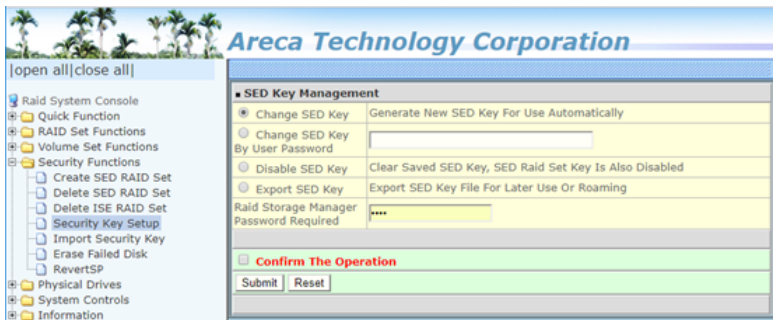 Areca Technology Corporation
|open all|close all|
Raid System Console
Quick Function
RAID Set Functions
Volume Set Functions
Security Functions
Create SED RAID Set
Delete SED RAID Set
Delete ISE RAID Set
Security Key Setup
Import Security Key
Erase Failed Disk
RevertSP
Physical Drives
System Controls
Information
SED Key Management
Change SED Key Generate New SED Key For Use Automatically
Change SED Key
By User Password
Disable SED Key Clear Saved SED Key, SED Raid Set Key Is Also Disabled
Export SED Key Export SED Key File For Later Use Or Roaming
Raid Storage Manager
Password Required ••••
Confirm The Operation
Submit Reset